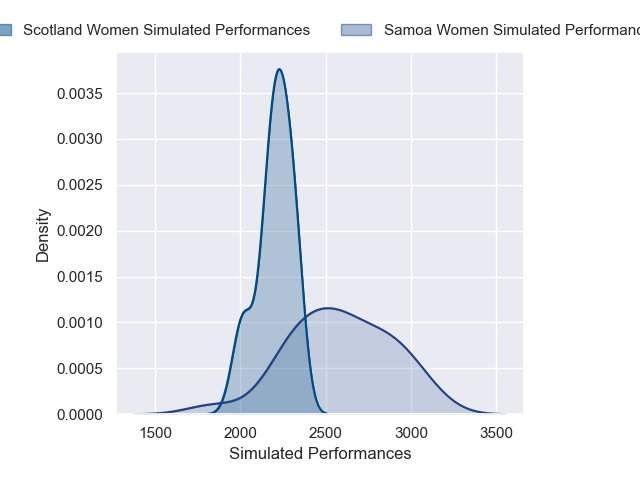 Scotland Women Simulated Performances Samoa Women Simulated
0.0035
0.0030
0.0025
0.0020
0.0015
0.0010
0.0005
0.0000
Density
1500 2000 2500 3000 3500
Simulated Performances